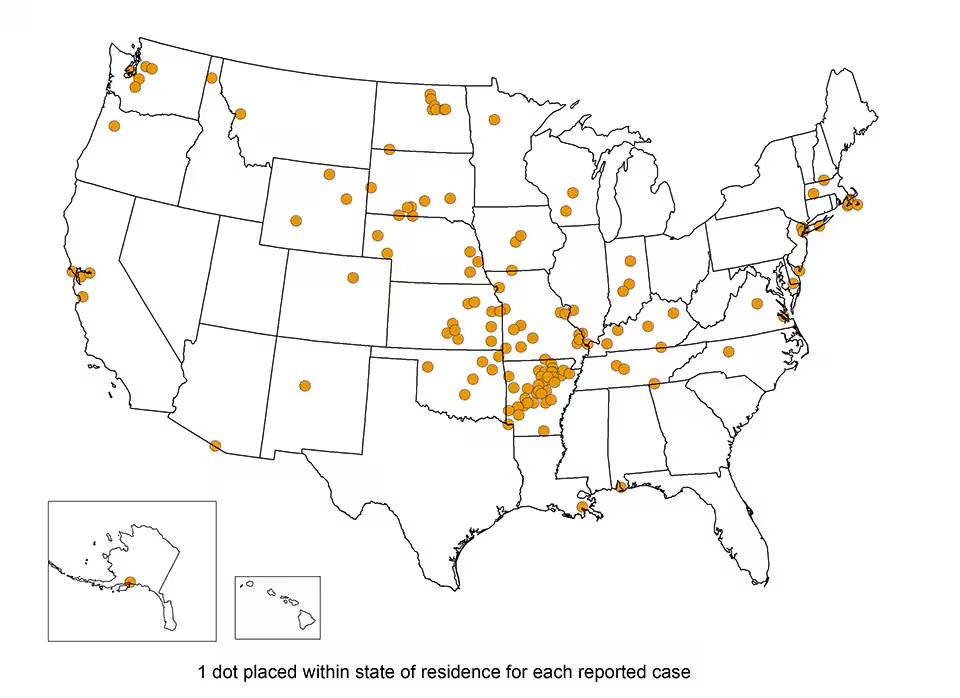 1 dot placed within state of residence for each reported case